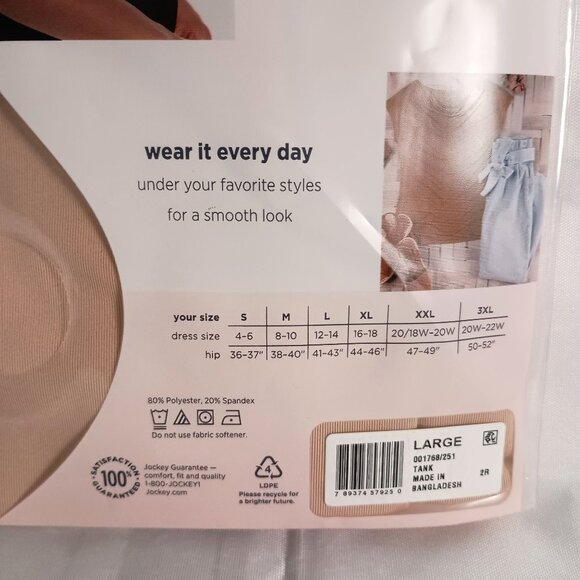 wear it every day
under your favorite styles
for a smooth look
your size S M L XL XXL 3XL
dress size 4-6 8-10 12-14 16-18 20/18W-20W 20W-22W
hip 36-37" 38-40" 41-43" 44-46" 47-49" 50-52"
80% Polyester, 20% Spandex
Do not use fabric softener.
SATISFACTION
100%
GUARANTEED
Jockey Guarantee —
comfort, fit and quality
1-800-JOCKEY1
Jockey.com
4
LDPE
Please recycle for
a brighter future.
LARGE
001768/251
TANK
MADE IN
BANGLADESH
2R
7 89374 57925 0